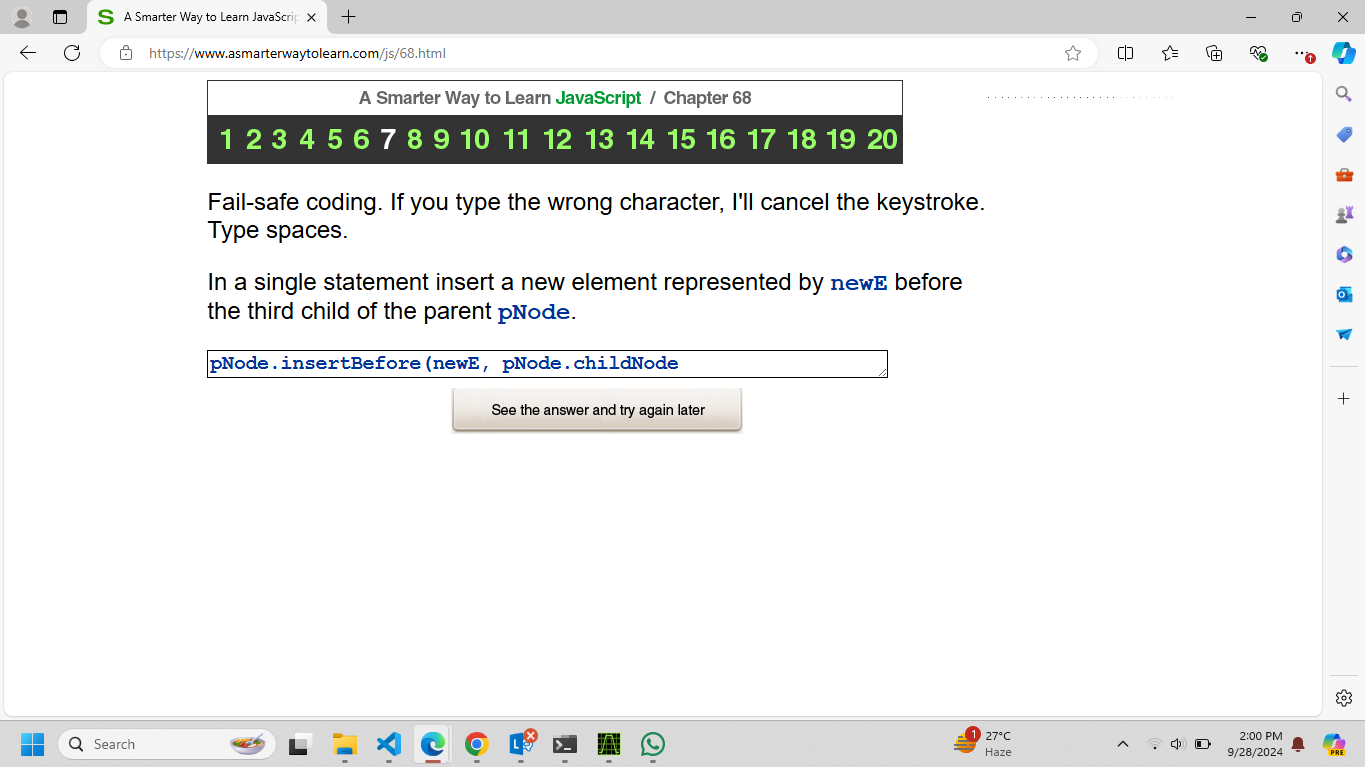 A Smarter Way to Learn JavaScrip
https://www.asmarterwaytolearn.com/js/68.html
A Smarter Way to Learn JavaScript / Chapter 68
1 2 3 4 5 6 7 8 9 10 11 12 13 14 15 16 17 18 19 20
Fail-safe coding. If you type the wrong character, I'll cancel the keystroke.
Type spaces.
In a single statement insert a new element represented by newE before
the third child of the parent pNode.
pNode.insertBefore(newE, pNode.childNode
See the answer and try again later
Search
1
27°C
Haze
2:00 PM
9/28/2024
PRE